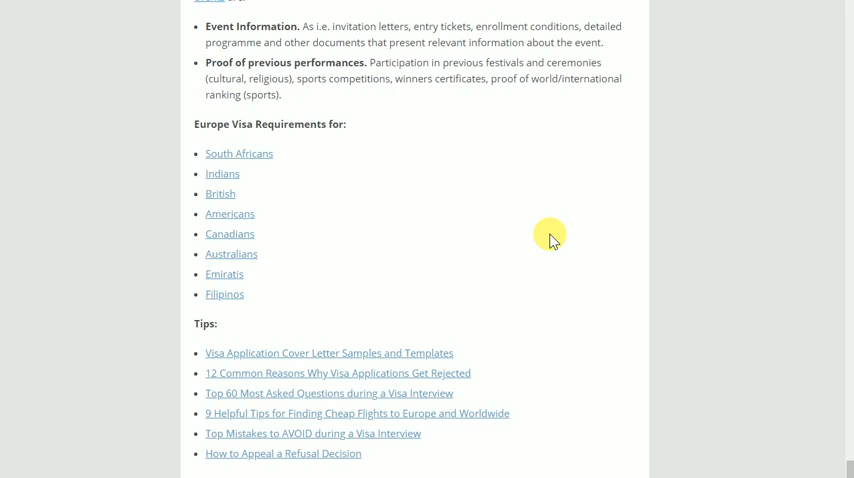 Event Information. As i.e. invitation letters, entry tickets, enrollment conditions, detailed
programme and other documents that present relevant information about the event.
Proof of previous performances. Participation in previous festivals and ceremonies
(cultural, religious), sports competitions, winners certificates, proof of world/international
ranking (sports).
Europe Visa Requirements for:
South Africans
Indians
British
Americans
Canadians
Australians
Emiratis
Filipinos
Tips:
Visa Application Cover Letter Samples and Templates
12 Common Reasons Why Visa Applications Get Rejected
Top 60 Most Asked Questions during a Visa Interview
9 Helpful Tips for Finding Cheap Flights to Europe and Worldwide
Top Mistakes to AVOID during a Visa Interview
How to Appeal a Refusal Decision